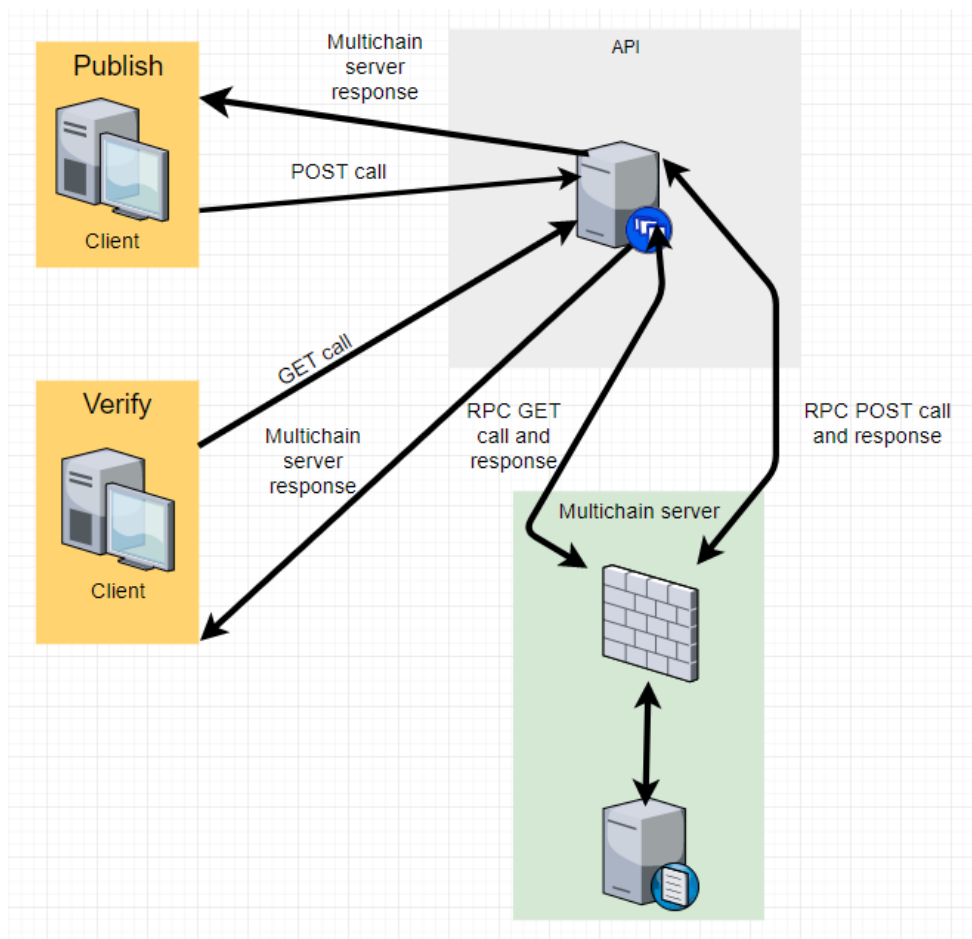 Publish
Client
Multichain
server
response
POST call
API
GET call
Verify
Client
Multichain
server
response
RPC GET
call and
response
RPC POST call
and response
Multichain server